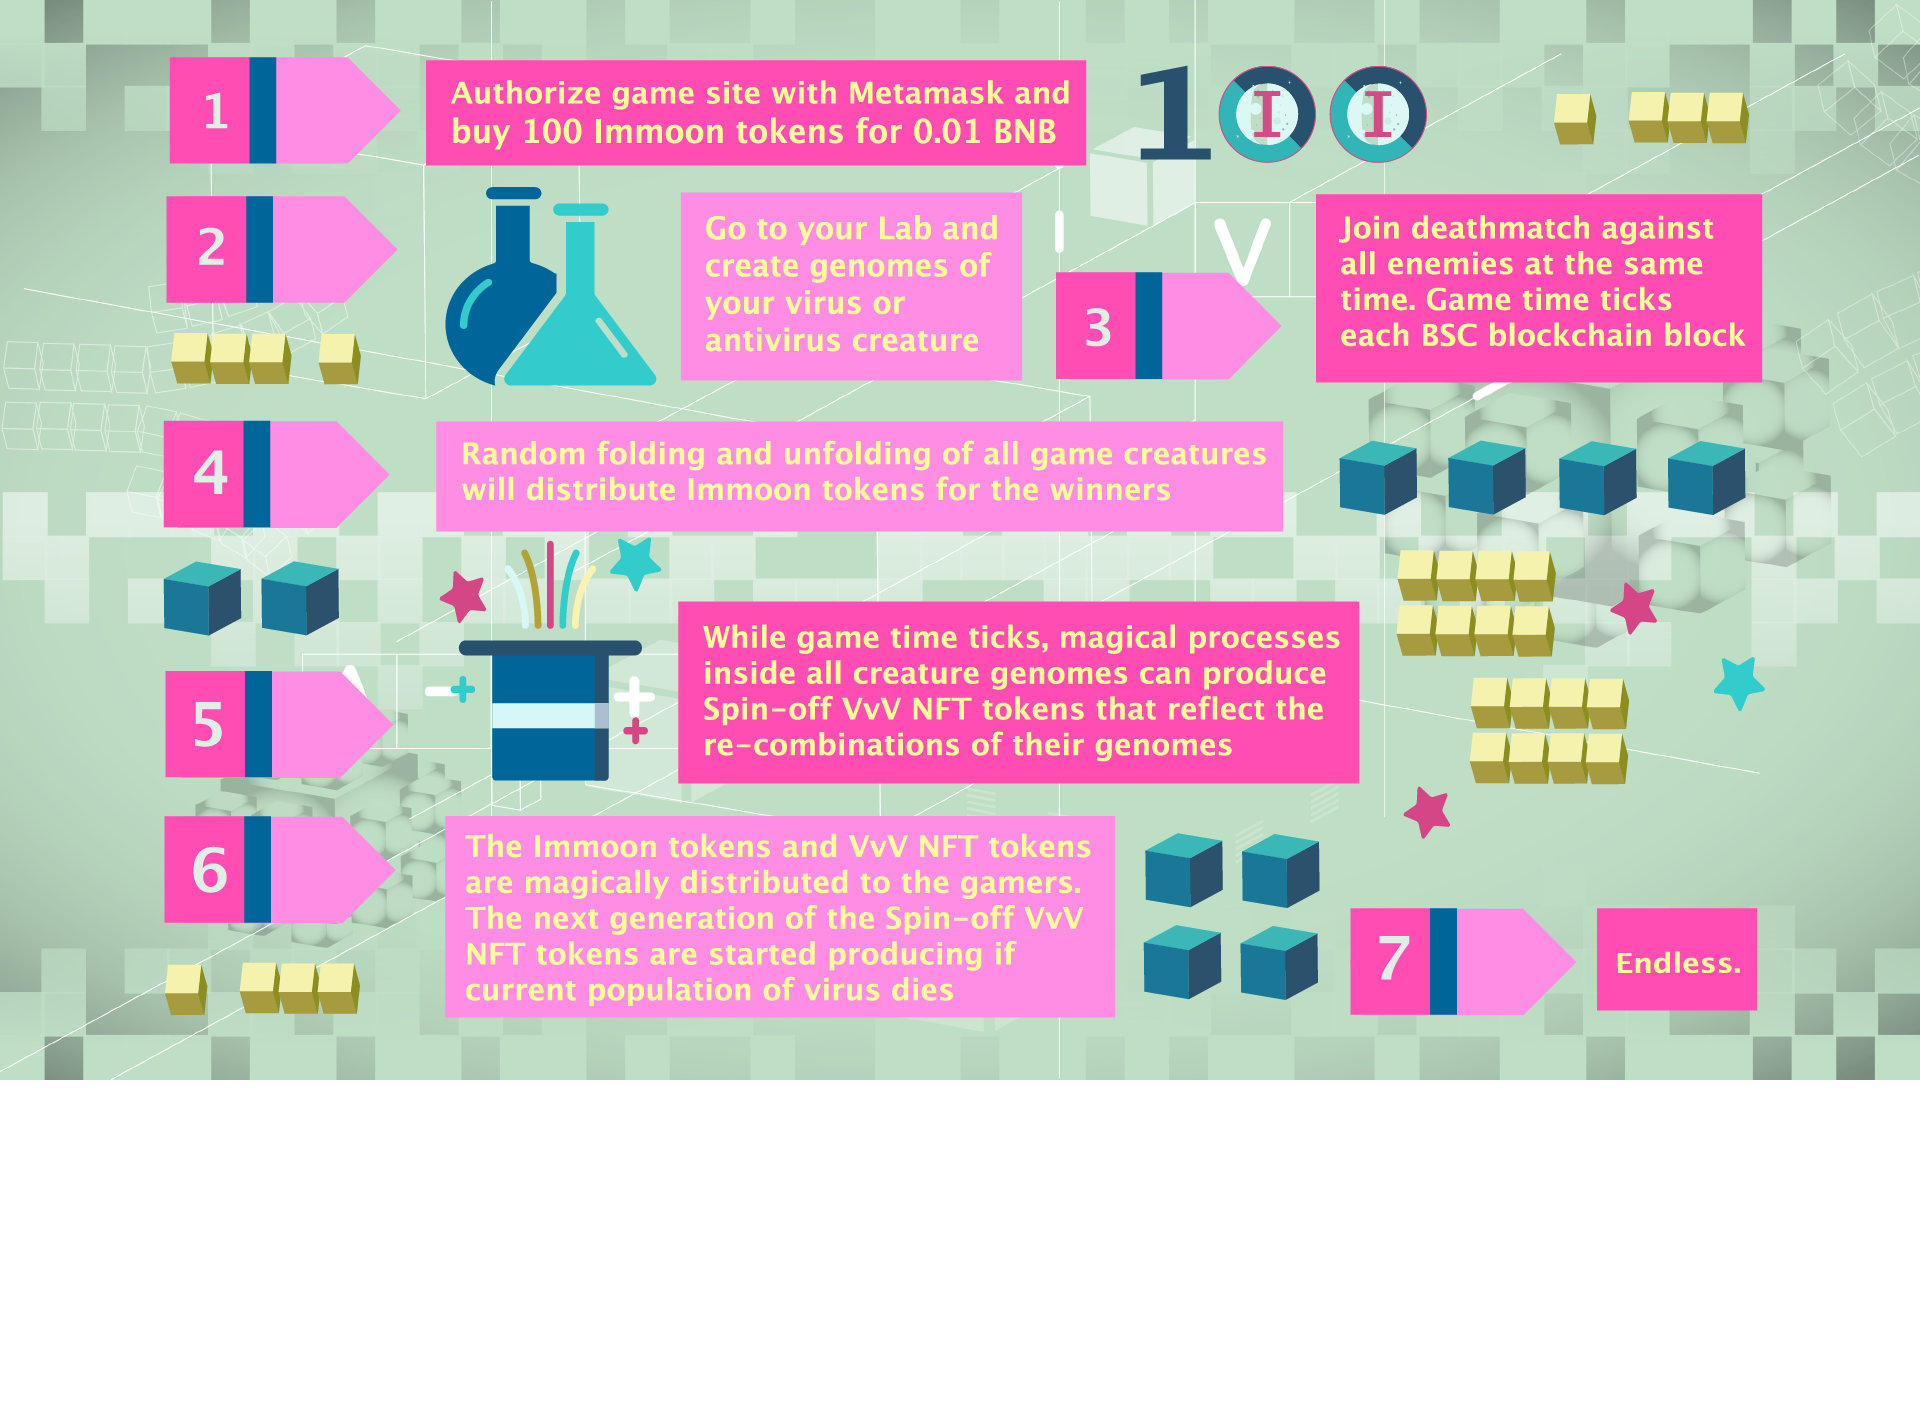 1
Authorize game site with Metamask and
buy 100 Immoon tokens for 0.01 BNB
1 I I
2
Go to your Lab and
create genomes of
your virus or
antivirus creature
3
Join deathmatch against
all enemies at the same
time. Game time ticks
each BSC blockchain block
4
Random folding and unfolding of all game creatures
will distribute Immoon tokens for the winners
5
While game time ticks, magical processes
inside all creature genomes can produce
Spin-off VvV NFT tokens that reflect the
re-combinations of their genomes
6
The Immoon tokens and VvV NFT tokens
are magically distributed to the gamers.
The next generation of the Spin-off VvV
NFT tokens are started producing if
current population of virus dies
7
Endless.